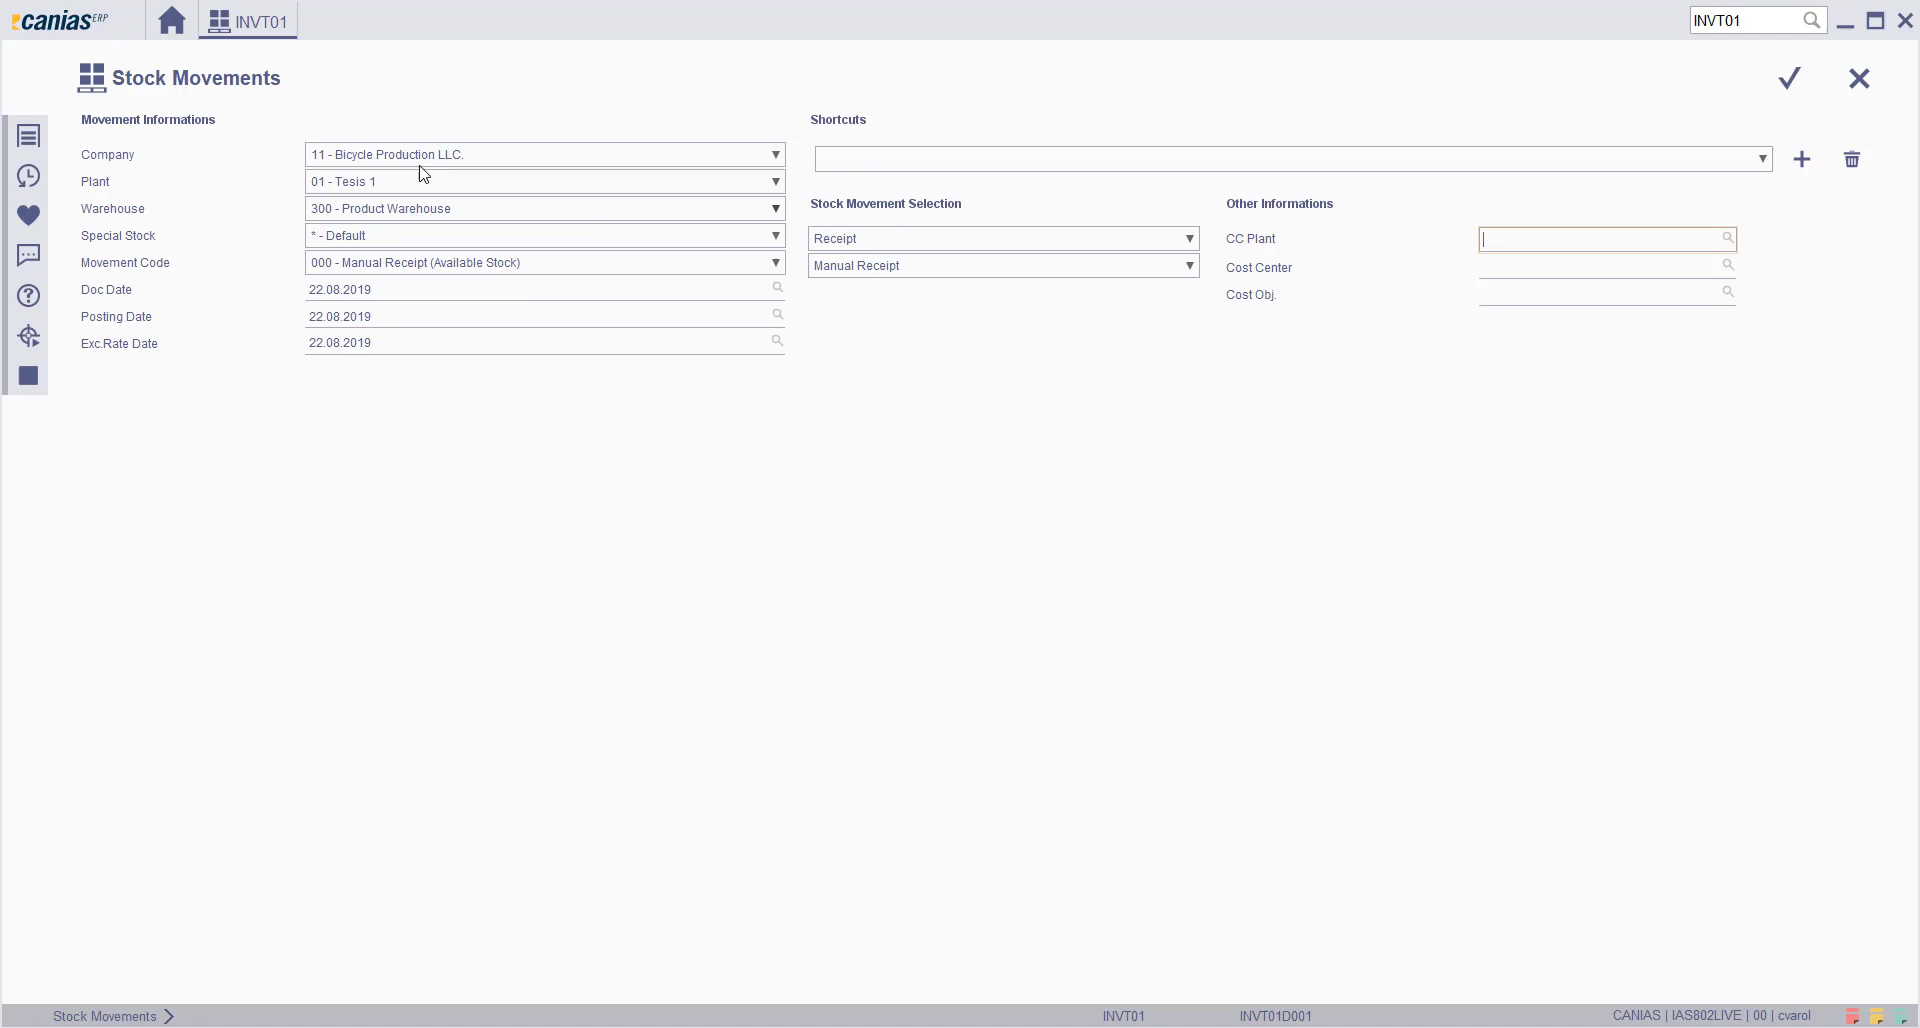 canias ERP
INVT01
INVT01
Stock Movements
Movement Informations
Company
11 - Bicycle Production LLC.
Plant
01 - Tesis 1
Warehouse
300 - Product Warehouse
Special Stock
* - Default
Movement Code
000 - Manual Receipt (Available Stock)
Doc Date
22.08.2019
Posting Date
22.08.2019
Exc.Rate Date
22.08.2019
Shortcuts
Stock Movement Selection
Receipt
Manual Receipt
Other Informations
CC Plant
Cost Center
Cost Obj.
Stock Movements
INVT01
INVT01D001
CANIAS | IAS802LIVE | 00 | cvarol